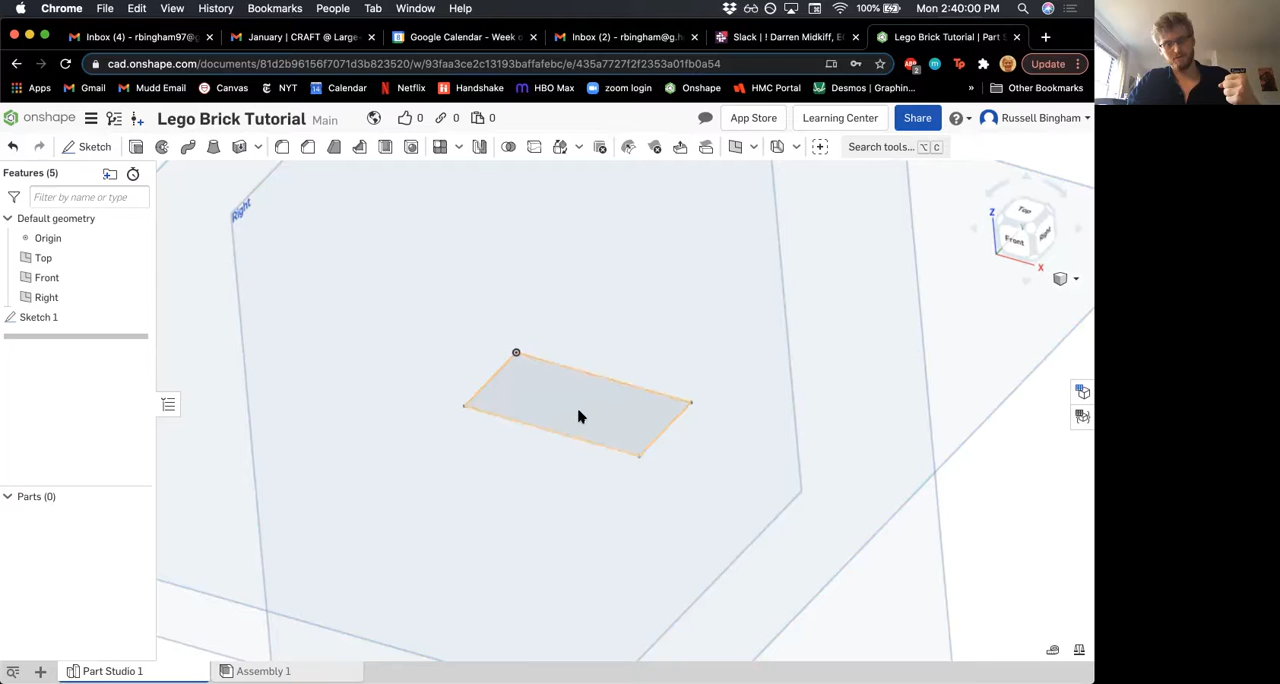 Chrome File Edit View History Bookmarks People Tab Window Help 100% Mon 2:40:00 PM
Inbox (4) - rbingham97@g × January | CRAFT @ Large- × Google Calendar - Week o × Inbox (2) - rbingham@g.h × Slack | ! Darren Midkiff, E × Lego Brick Tutorial | Part S ×
cad.onshape.com/documents/81d2b96156f7071d3b823520/w/93faa3ce2c13193baffafebc/e/435a7727f2f2353a01fb0a54 Update
Apps Gmail Mudd Email Canvas NYT Calendar Netflix Handshake HBO Max zoom login Onshape HMC Portal Desmos | Graphin... » Other Bookmarks
onshape Lego Brick Tutorial Main 0 0 0 App Store Learning Center Share Russell Bingham
Sketch Search tools... ⌥ C
Features (5)
Filter by name or type
Default geometry
Origin
Top
Front
Right
Sketch 1
Parts (0)
Right
Top
Front
Right
Z
X
Part Studio 1 Assembly 1